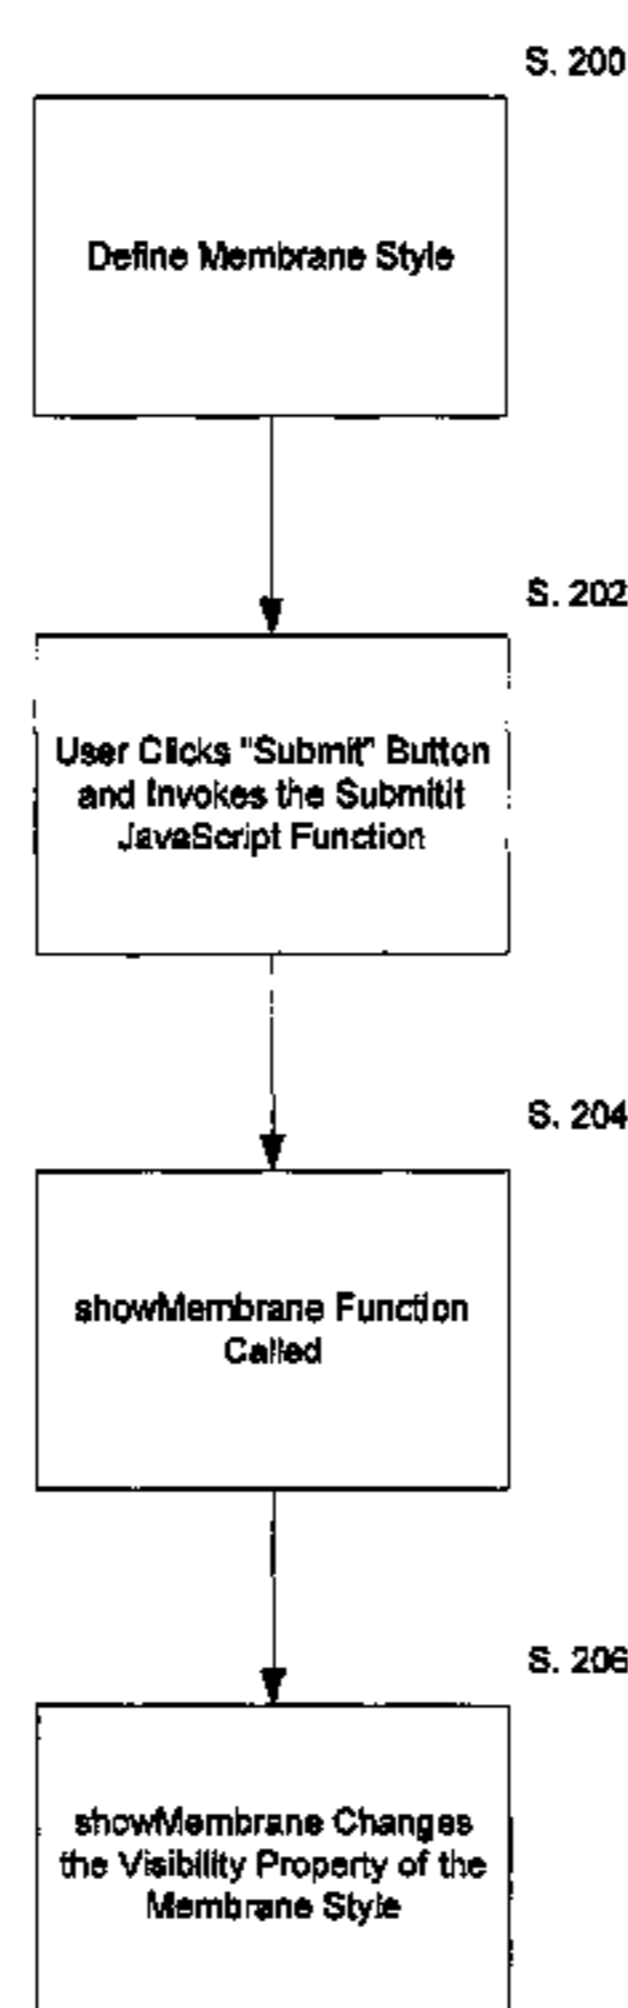 S. 200
Define Membrane Style
S. 202
User Clicks "Submit" Button
and Invokes the Submitit
JavaScript Function
S. 204
showMembrane Function
Called
S. 206
showMembrane Changes
the Visibility Property of the
Membrane Style